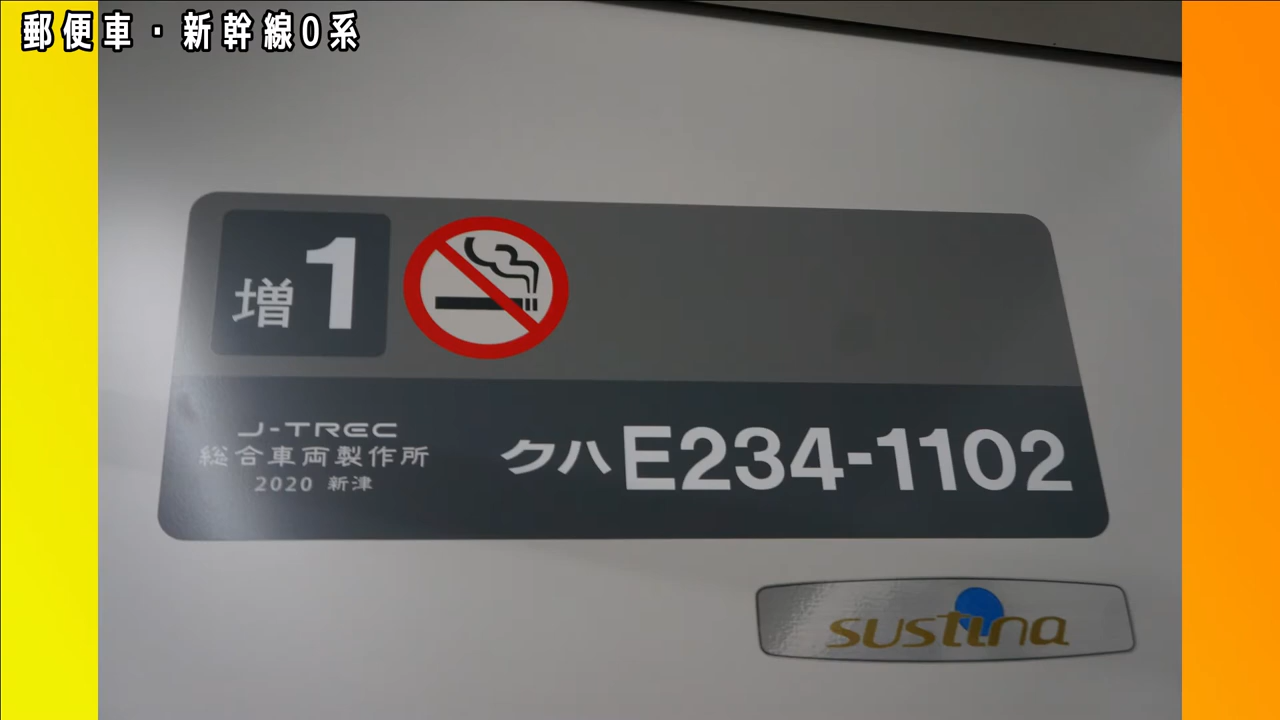 郵便車・新幹線0系
増1
J-TREC
総合車両製作所
2020 新津
クハE234-1102
sustina